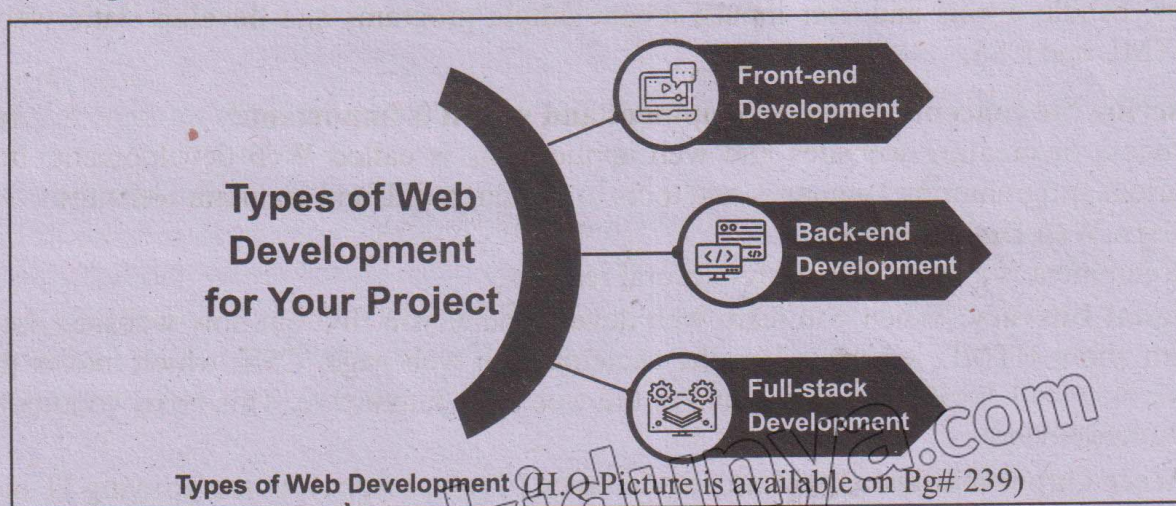 Types of Web
Development
for Your Project
Front-end
Development
Back-end
Development
Full-stack
Development
Types of Web Development (H.Q Picture is available on Pg# 239)